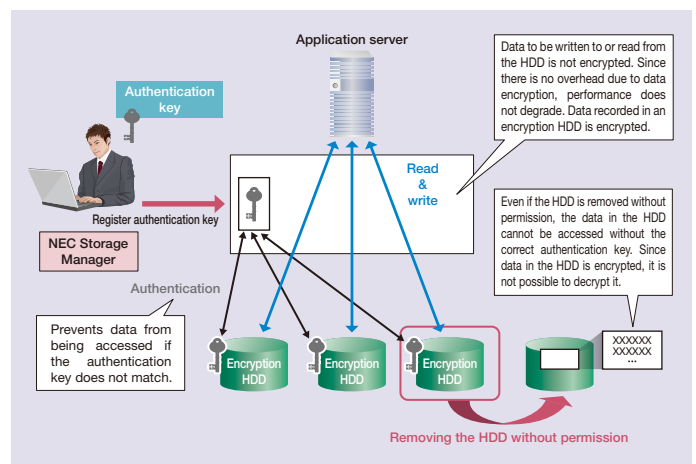 Application server
Data to be written to or read from
the HDD is not encrypted. Since
there is no overhead due to data
encryption, performance does
not degrade. Data recorded in an
encryption HDD is encrypted.
Authentication
key
Read
&
write
Register authentication key
NEC Storage
Manager
Even if the HDD is removed without
permission, the data in the HDD
cannot be accessed without the
correct authentication key. Since
data in the HDD is encrypted, it is
not possible to decrypt it.
Authentication
Prevents data from
being accessed if
the authentication
key does not match.
Encryption
HDD
Encryption
HDD
Encryption
HDD
XXXXXX
XXXXXX
...
Removing the HDD without permission